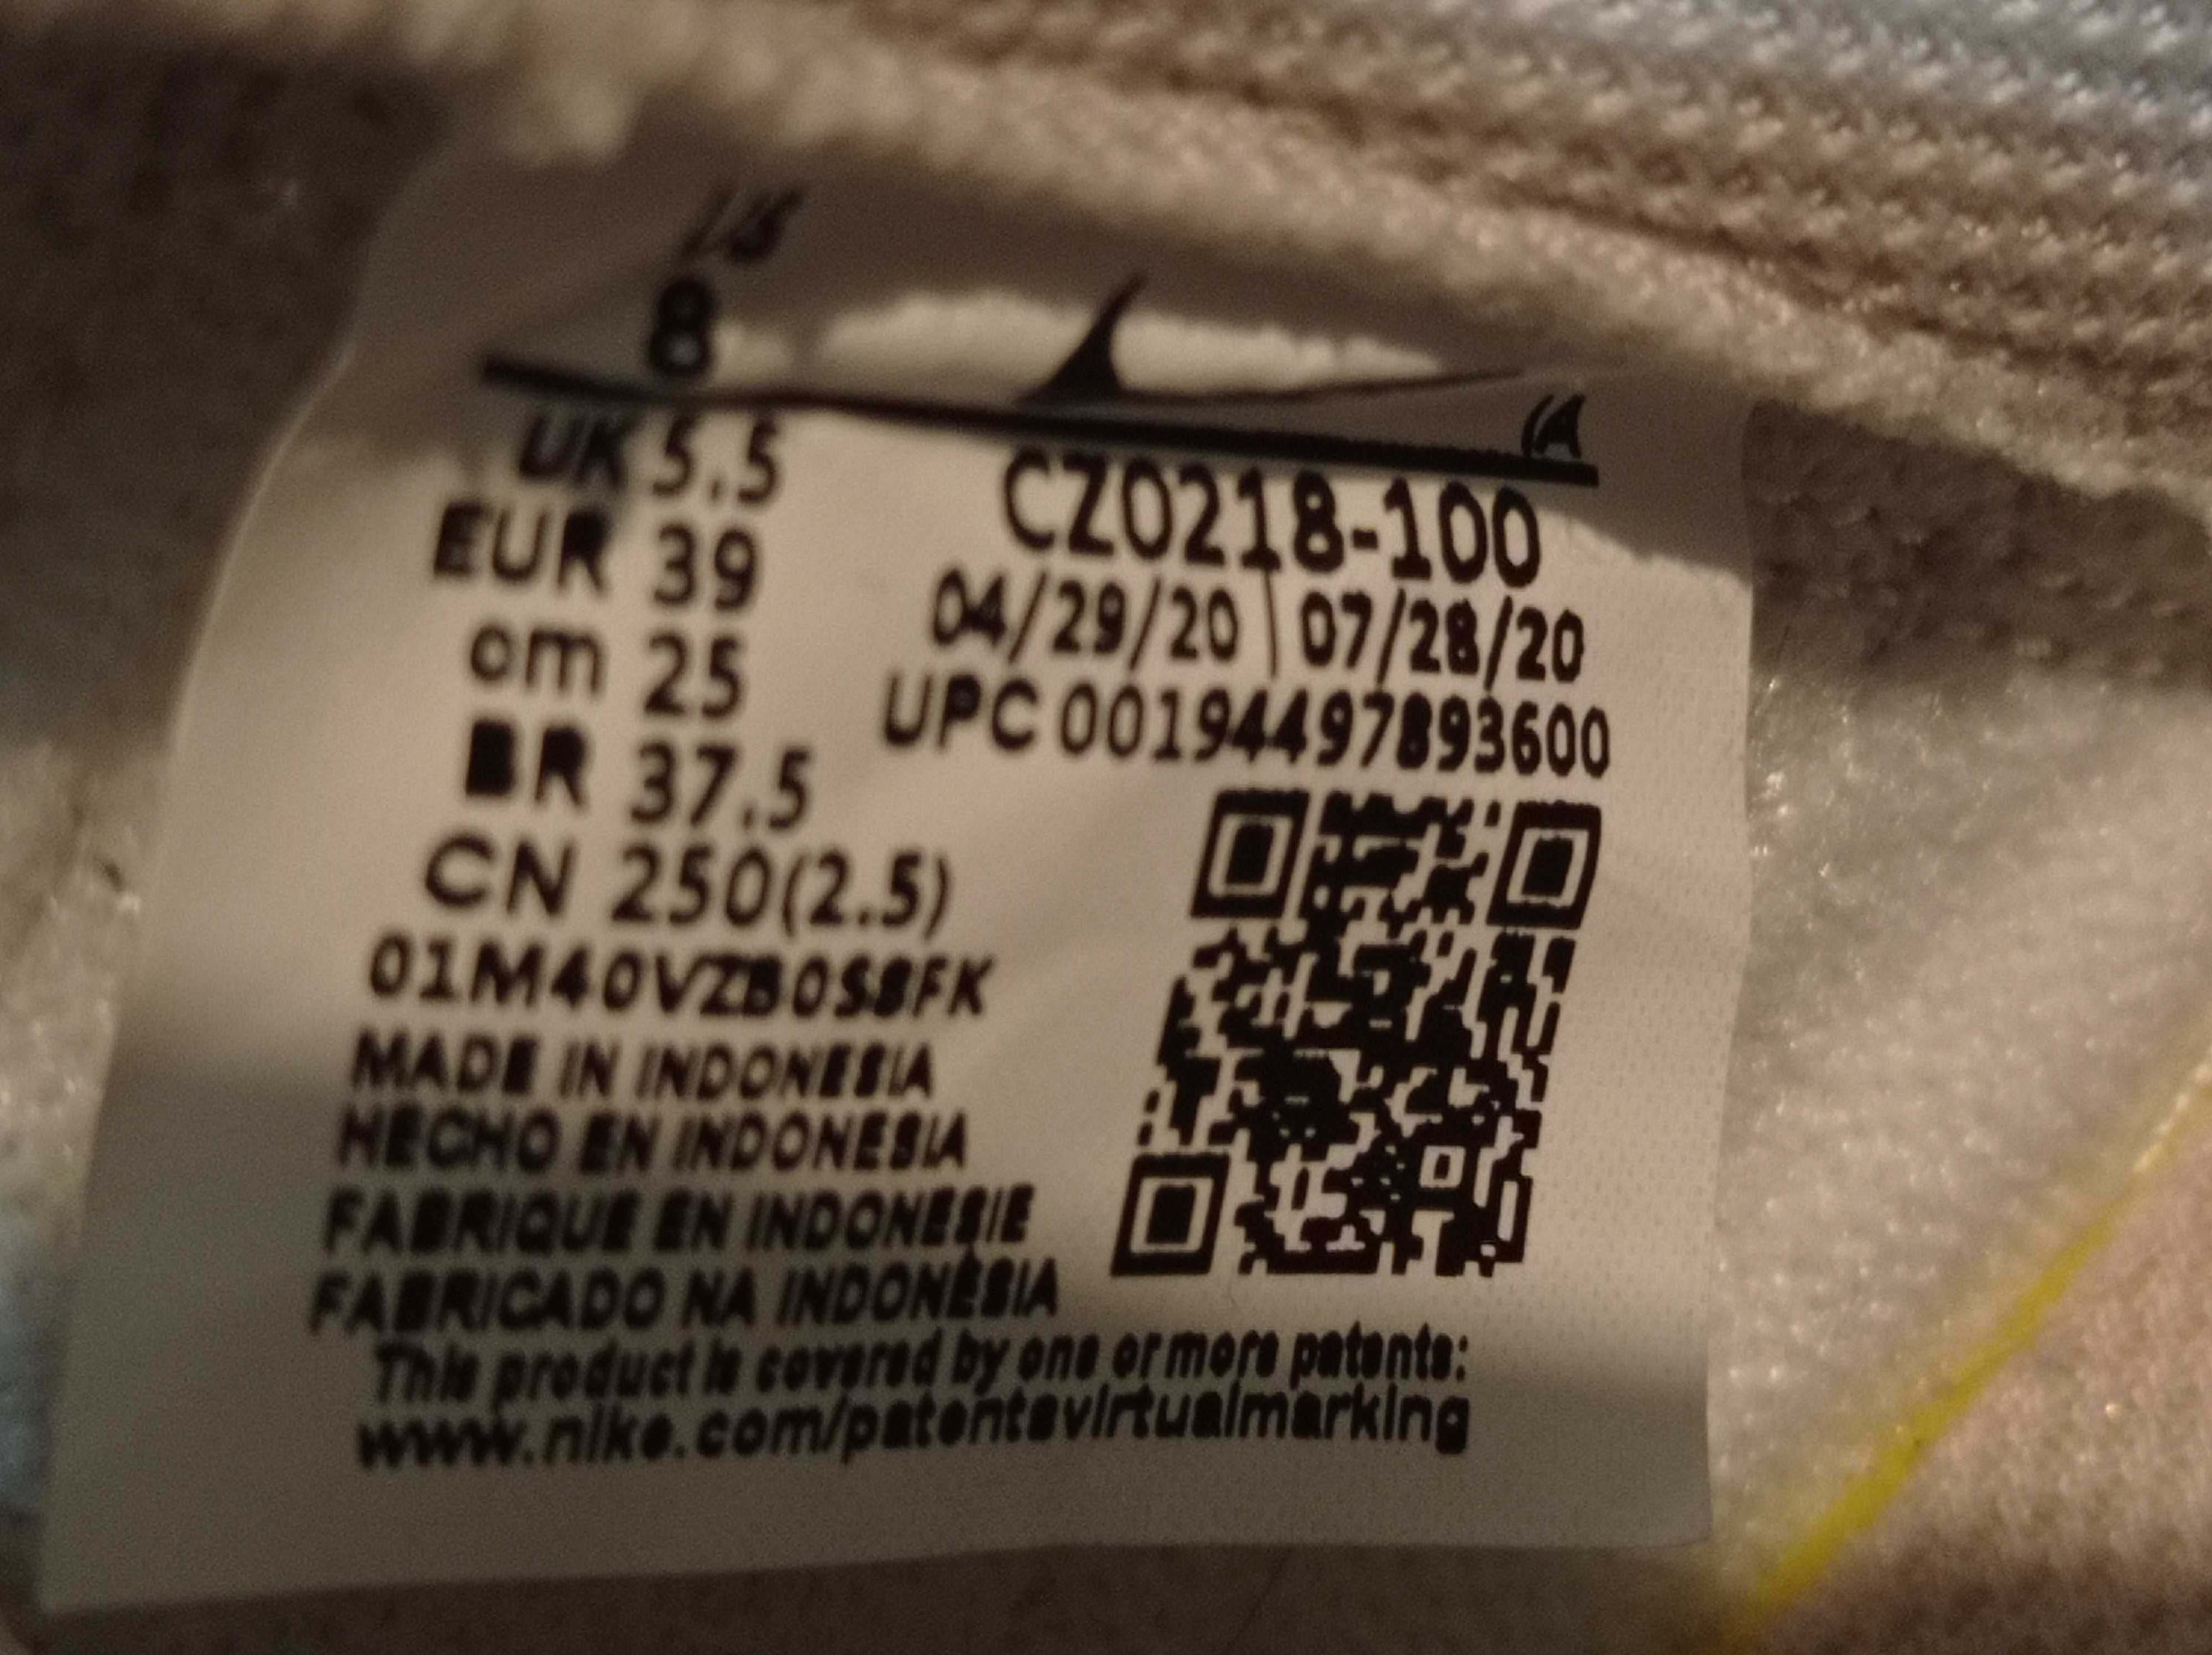 US
8
IA
UK 5.5
EUR 39
cm 25
BR 37.5
CN 250(2.5)
CZ0218-100
04/29/20 | 07/28/20
UPC 00194497893600
01M40VZB0S8FK
MADE IN INDONESIA
HECHO EN INDONESIA
FABRIQUE EN INDONESIE
FABRICADO NA INDONÉSIA
This product is covered by one or more patents:
www.nike.com/patentsvirtualmarking